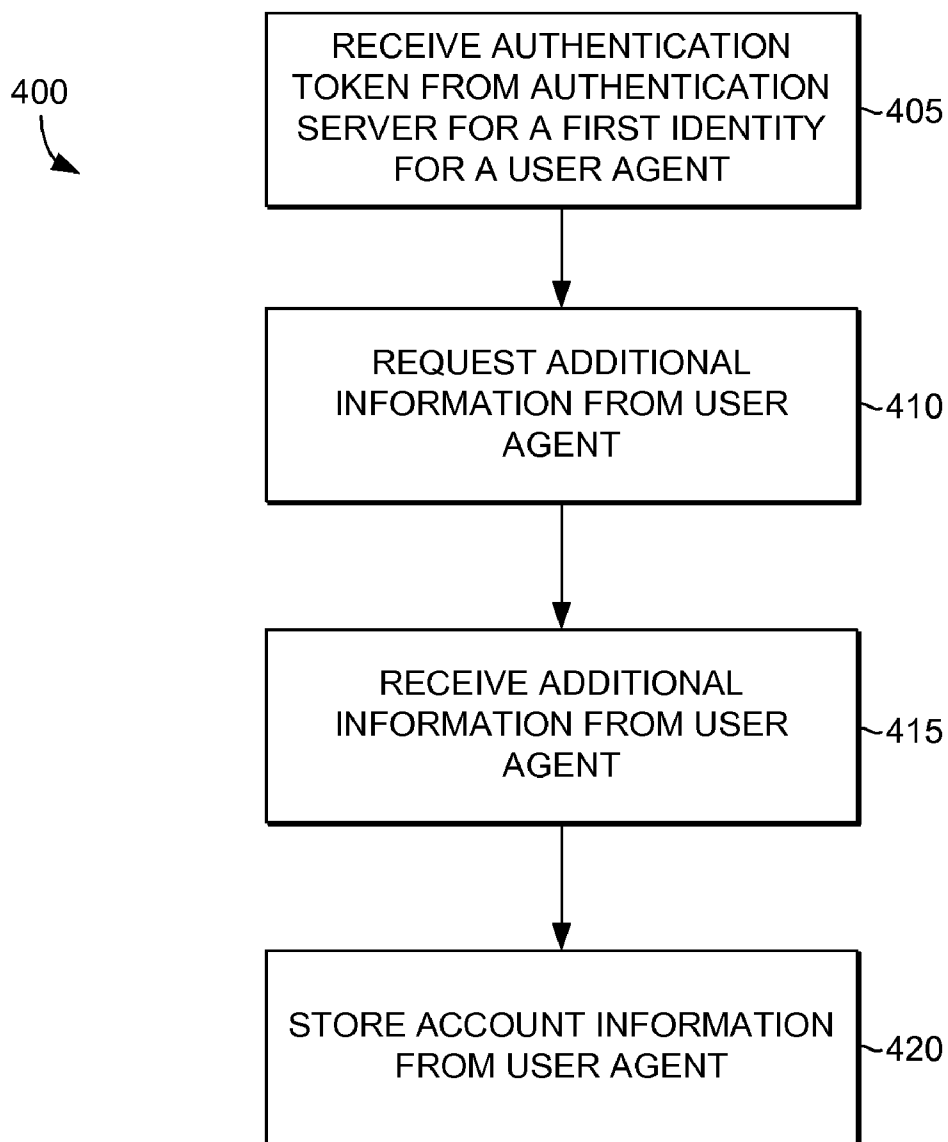 400
RECEIVE AUTHENTICATION
TOKEN FROM AUTHENTICATION
SERVER FOR A FIRST IDENTITY
FOR A USER AGENT
405
REQUEST ADDITIONAL
INFORMATION FROM USER
AGENT
410
RECEIVE ADDITIONAL
INFORMATION FROM USER
AGENT
415
STORE ACCOUNT INFORMATION
FROM USER AGENT
420